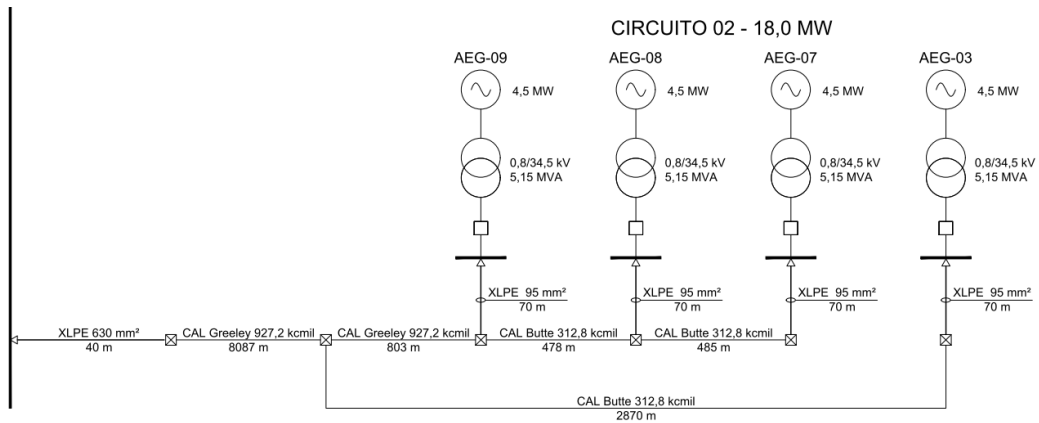 CIRCUITO 02 - 18,0 MW
AEG-09
AEG-08
AEG-07
AEG-03
4,5 MW
4,5 MW
4,5 MW
4,5 MW
0,8/34,5 kV
5,15 MVA
0,8/34,5 kV
5,15 MVA
0,8/34,5 kV
5,15 MVA
0,8/34,5 kV
5,15 MVA
XLPE 95 mm²
70 m
XLPE 95 mm²
70 m
XLPE 95 mm²
70 m
XLPE 95 mm²
70 m
XLPE 630 mm²
40 m
CAL Greeley 927,2 kcmil
8087 m
CAL Greeley 927,2 kcmil
803 m
CAL Butte 312,8 kcmil
478 m
CAL Butte 312,8 kcmil
485 m
CAL Butte 312,8 kcmil
2870 m